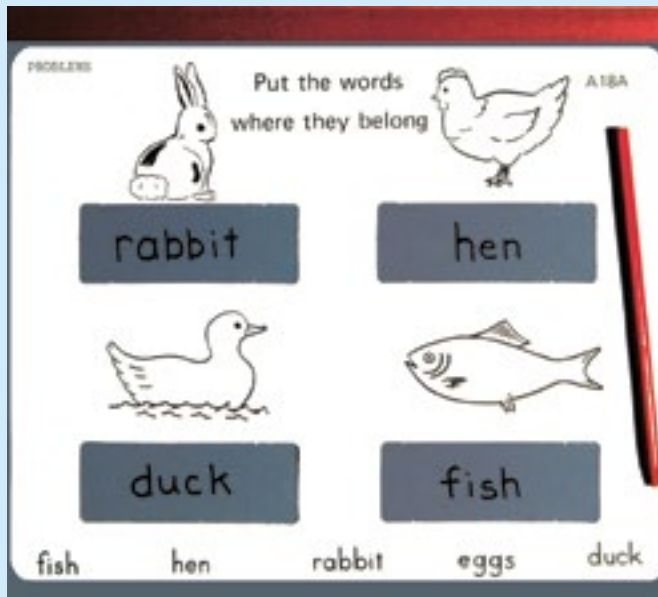 PROBLEMS
A18A
Put the words
where they belong
rabbit
hen
duck
fish
fish hen rabbit eggs duck